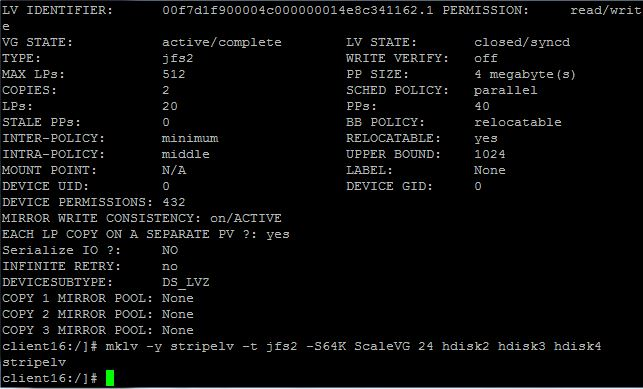 LV IDENTIFIER:      00f7d1f900004c000000014e8c341162.1 PERMISSION:     read/writ
e
VG STATE:           active/complete        LV STATE:       closed/syncd
TYPE:               jfs2                   WRITE VERIFY:   off
MAX LPs:            512                    PP SIZE:        4 megabyte(s)
COPIES:             2                      SCHED POLICY:   parallel
LPs:                20                     PPs:            40
STALE PPs:          0                      BB POLICY:      relocatable
INTER-POLICY:       minimum                RELOCATABLE:    yes
INTRA-POLICY:       middle                 UPPER BOUND:    1024
MOUNT POINT:        N/A                    LABEL:          None
DEVICE UID:         0                      DEVICE GID:     0
DEVICE PERMISSIONS: 432
MIRROR WRITE CONSISTENCY: on/ACTIVE
EACH LP COPY ON A SEPARATE PV ?: yes
Serialize IO ?:     NO
INFINITE RETRY:     no
DEVICESUBTYPE:      DS_LVZ
COPY 1 MIRROR POOL: None
COPY 2 MIRROR POOL: None
COPY 3 MIRROR POOL: None
client16:/]# mklv -y stripelv -t jfs2 -S64K ScaleVG 24 hdisk2 hdisk3 hdisk4
stripelv
client16:/]#